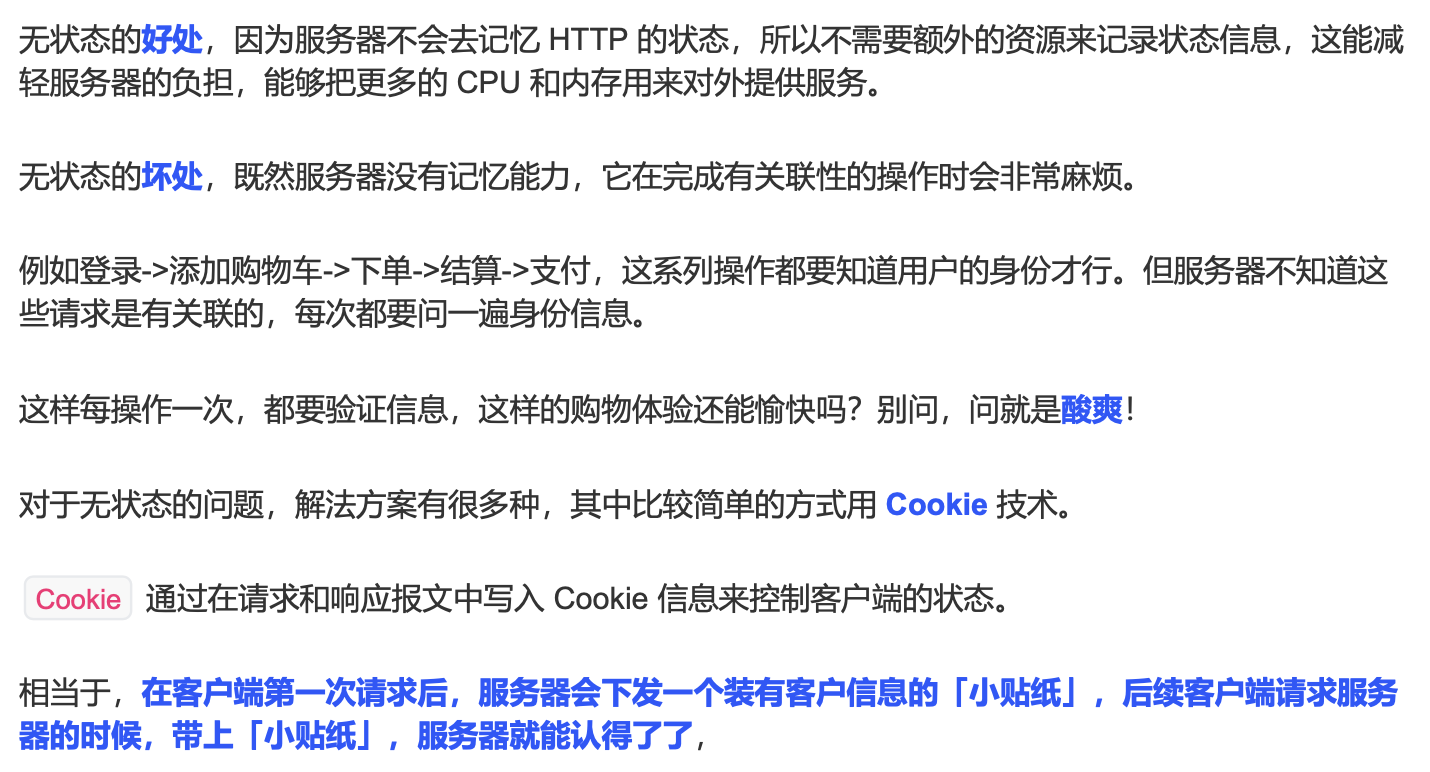 无状态的好处，因为服务器不会去记忆 HTTP 的状态，所以不需要额外的资源来记录状态信息，这能减
轻服务器的负担，能够把更多的 CPU 和内存用来对外提供服务。
无状态的坏处，既然服务器没有记忆能力，它在完成有关联性的操作时会非常麻烦。
例如登录->添加购物车->下单->结算->支付，这系列操作都要知道用户的身份才行。但服务器不知道这
些请求是有关联的，每次都要问一遍身份信息。
这样每操作一次，都要验证信息，这样的购物体验还能愉快吗？别问，问就是酸爽！
对于无状态的问题，解法方案有很多种，其中比较简单的方式用 Cookie 技术。
Cookie 通过在请求和响应报文中写入 Cookie 信息来控制客户端的状态。
相当于，在客户端第一次请求后，服务器会下发一个装有客户信息的「小贴纸」，后续客户端请求服务
器的时候，带上「小贴纸」，服务器就能认得了了，